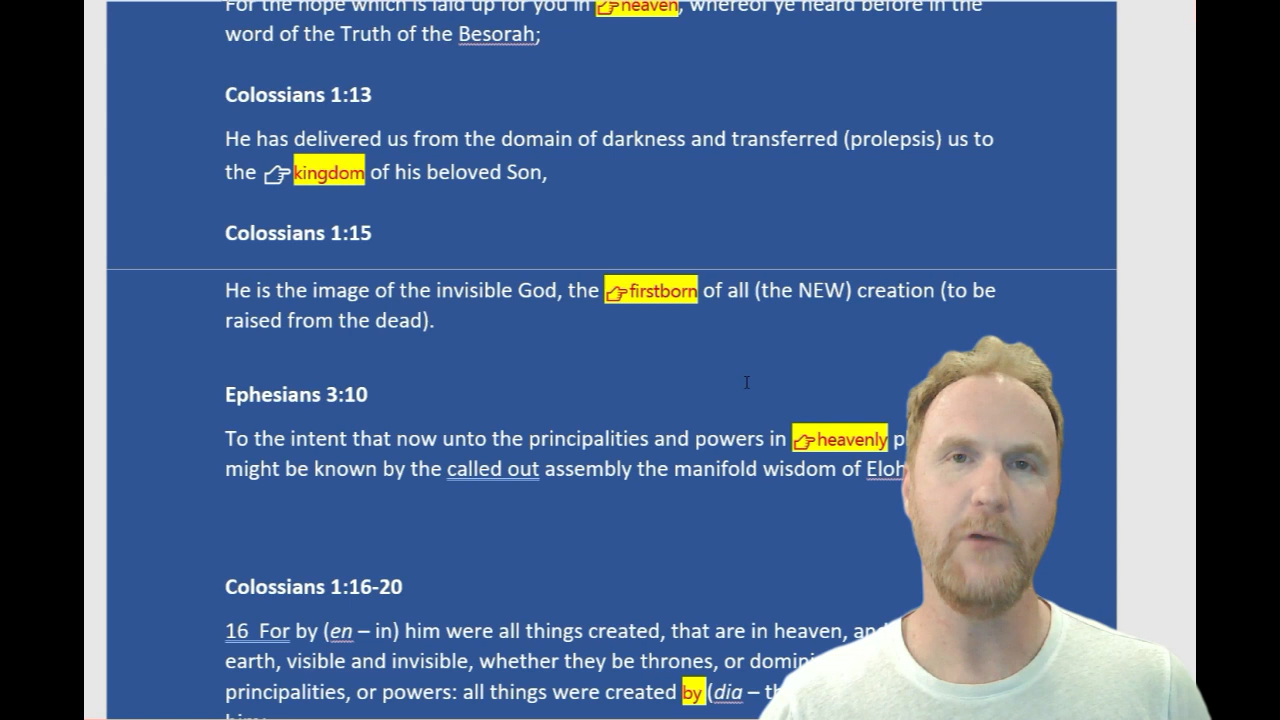 For the hope which is laid up for you in heaven, whereof ye heard before in the
word of the Truth of the Besorah;
Colossians 1:13
He has delivered us from the domain of darkness and transferred (prolepsis) us to
the kingdom of his beloved Son,
Colossians 1:15
He is the image of the invisible God, the firstborn of all (the NEW) creation (to be
raised from the dead).
Ephesians 3:10
To the intent that now unto the principalities and powers in heavenly
might be known by the called out assembly the manifold wisdom of
Colossians 1:16-20
16 For by (en – in) him were all things created, that are in heaven,
earth, visible and invisible, whether they be thrones, or
principalities, or powers: all things were created by (dia –